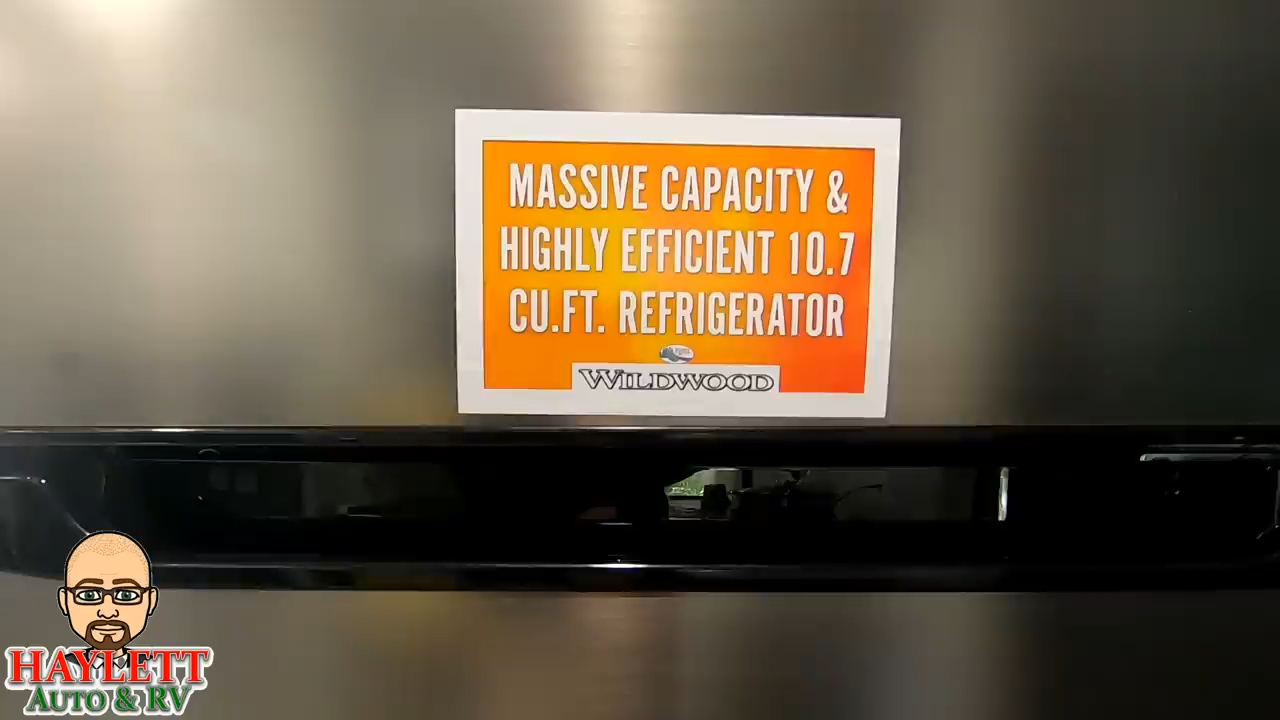 MASSIVE CAPACITY &
HIGHLY EFFICIENT 10.7
CU.FT. REFRIGERATOR
WILDWOOD
HAYLETT
AUTO & RV